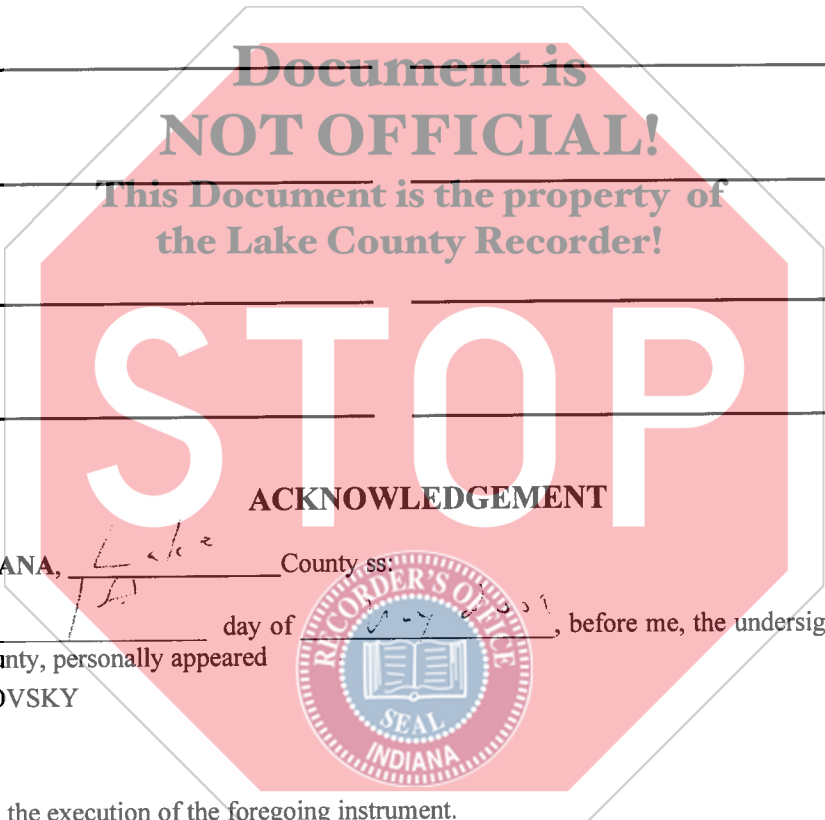 Document is
NOT OFFICIAL!
This Document is the property of
the Lake County Recorder!
STOP
ACKNOWLEDGEMENT
ANA, Lake County ss:
day of 2001, before me, the undersig
unty, personally appeared
OVSKY
RECORDER'S OFFICE
SEAL
INDIANA
the execution of the foregoing instrument.